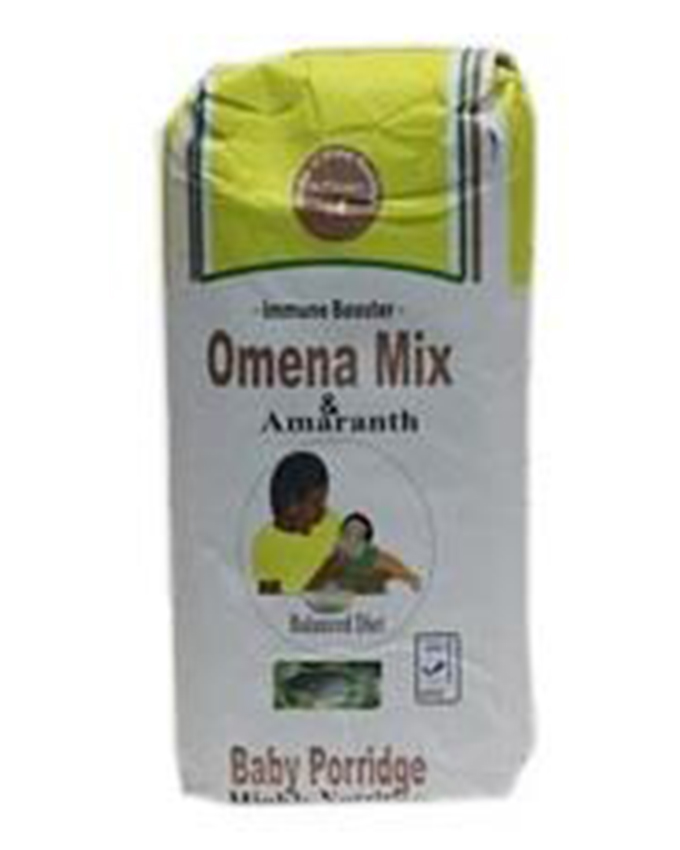 - Immune Booster -
Omena Mix
&
Amaranth
Balanced Diet
Baby Porridge